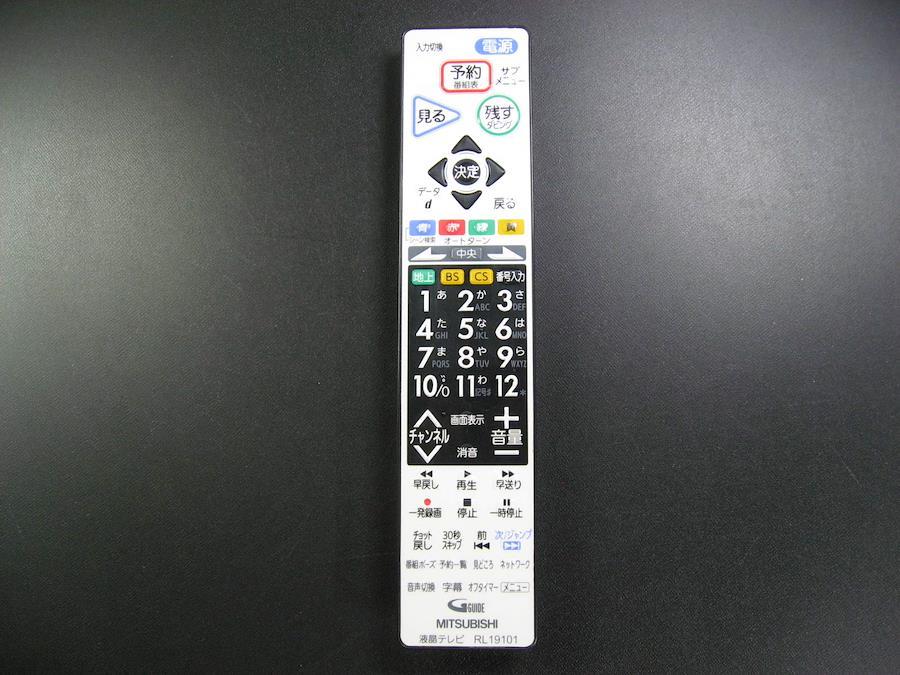 入力切換 電源
予約 サブ
番組表 メニュー
見る 残す
ダビング
決定
データ
d 戻る
青 赤 緑 黄
シーン検索 オートターン
中央
地上 BS CS 番号入力
1 あ 2 か ABC 3 さ DEF
4 た GHI 5 な JKL 6 は MNO
7 ま PQRS 8 や TUV 9 ら WXYZ
10/0 11 わ 記号♯ 12 *
画面表示 +
チャンネル 音量
消音 −
早戻し 再生 早送り
一発録画 停止 一時停止
チョット 30秒 前 次/ジャンプ
戻し スキップ
番組ポーズ 予約一覧 見どころ ネットワーク
音声切換 字幕 オフタイマー メニュー
G GUIDE
MITSUBISHI
液晶テレビ RL19101